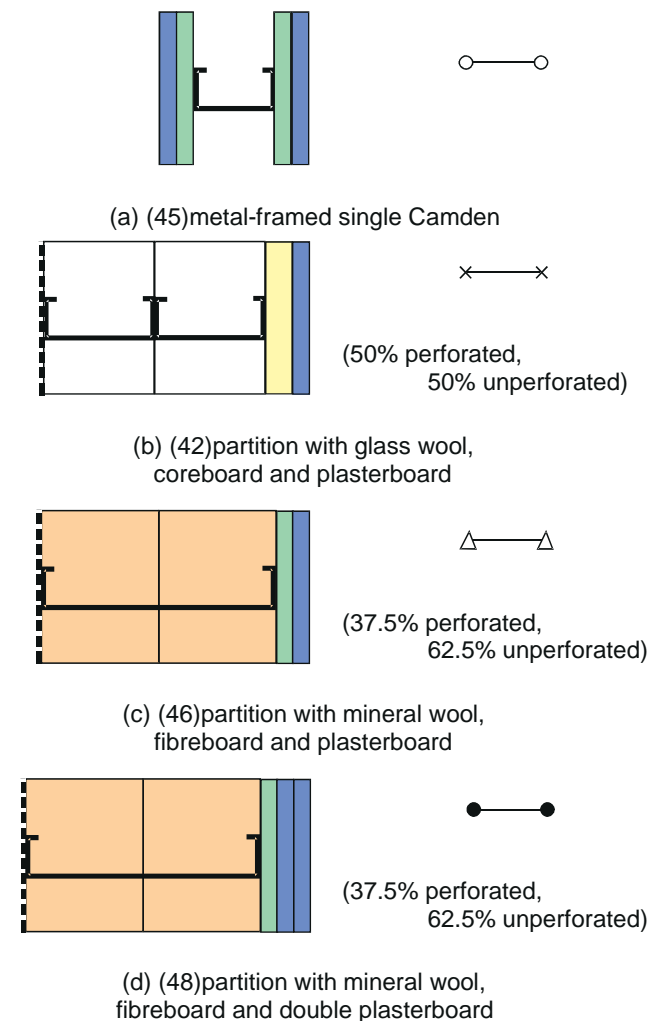 (a) (45)metal-framed single Camden
(50% perforated,
50% unperforated)
(b) (42)partition with glass wool,
coreboard and plasterboard
(37.5% perforated,
62.5% unperforated)
(c) (46)partition with mineral wool,
fibreboard and plasterboard
(37.5% perforated,
62.5% unperforated)
(d) (48)partition with mineral wool,
fibreboard and double plasterboard